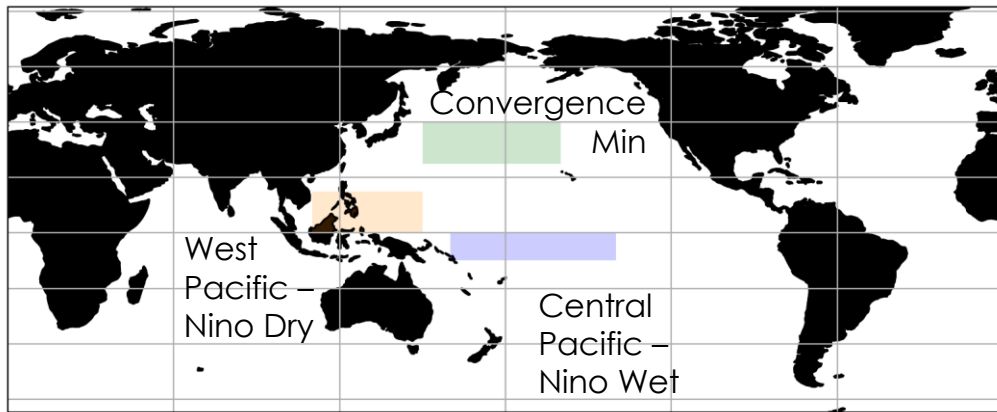 Convergence
Min
West
Pacific –
Nino Dry
Central
Pacific –
Nino Wet